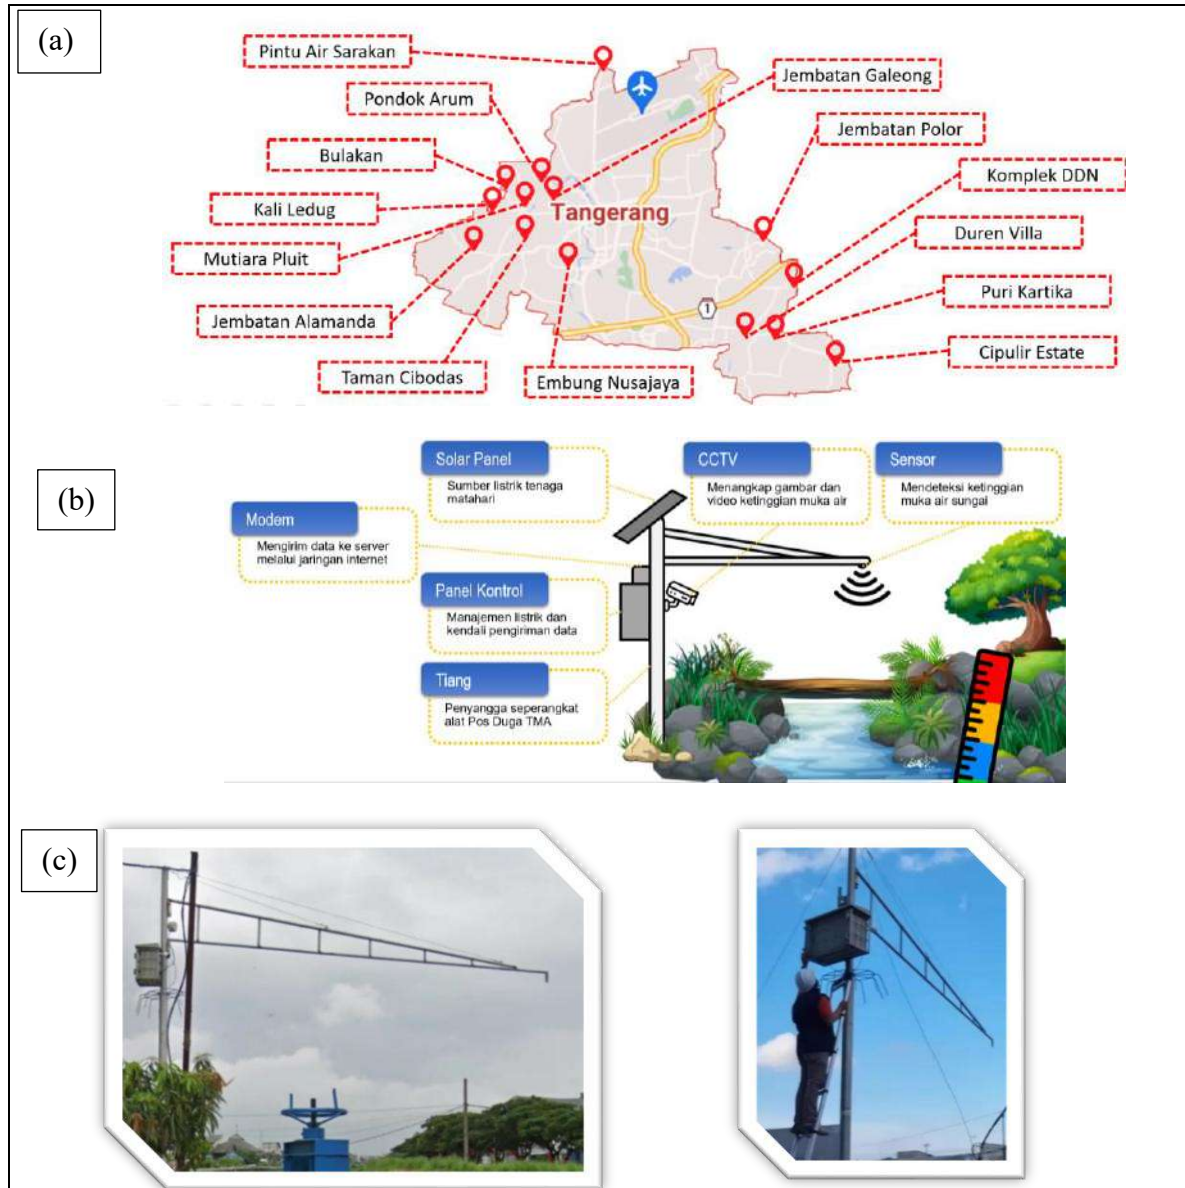 (a)
Pintu Air Sarakan
Jembatan Galeong
Pondok Arum
Jembatan Polor
Bulakan
Komplek DDN
Kali Ledug
Duren Villa
Tangerang
Mutiara Pluit
Puri Kartika
1
Jembatan Alamanda
Cipulir Estate
Taman Cibodas
Embung Nusajaya
(b)
Solar Panel
Sumber listrik tenaga
matahari
CCTV
Menangkap gambar dan
video ketinggian muka air
Sensor
Mendeteksi ketinggian
muka air sungai
Modem
Mengirim data ke server
melalui jaringan internet
Panel Kontrol
Manajemen listrik dan
kendali pengiriman data
Tiang
Penyangga seperangkat
alat Pos Duga TMA
(c)